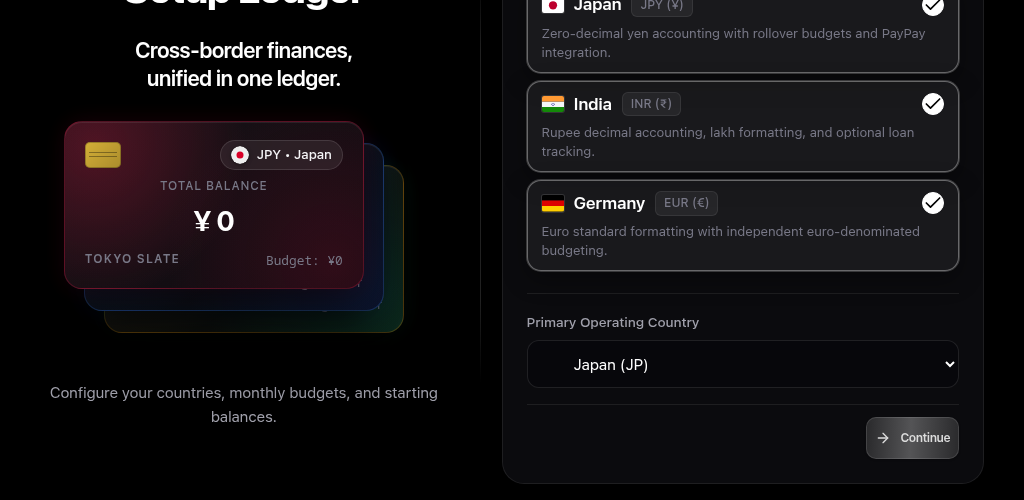 Setup Ledger
Cross-border finances,
unified in one ledger.
JPY • Japan
TOTAL BALANCE
¥ 0
TOKYO SLATE
Budget: ¥0
Configure your countries, monthly budgets, and starting
balances.
Japan JPY (¥)
Zero-decimal yen accounting with rollover budgets and PayPay
integration.
India INR (₹)
Rupee decimal accounting, lakh formatting, and optional loan
tracking.
Germany EUR (€)
Euro standard formatting with independent euro-denominated
budgeting.
Primary Operating Country
Japan (JP)
Continue